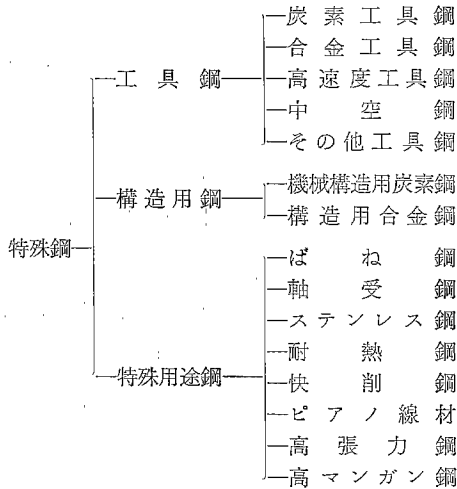 炭素工具鋼
合金工具鋼
工具鋼
高速度工具鋼
中空鋼
その他工具鋼
機械構造用炭素鋼
構造用鋼
構造用合金鋼
特殊鋼
ばね鋼
軸受鋼
ステンレス鋼
耐熱鋼
特殊用途鋼
快削鋼
ピアノ線材
高張力鋼
高マンガン鋼